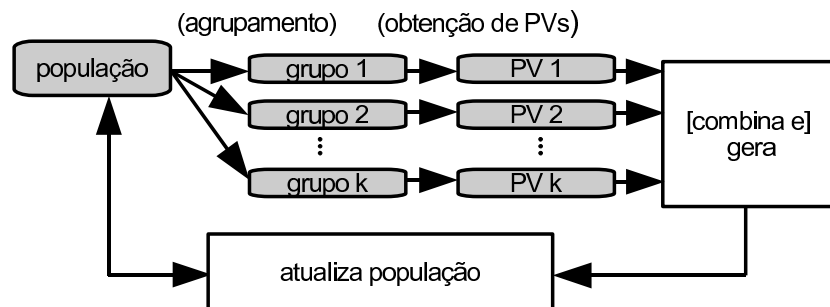 (agrupamento) (obtenção de PVs)
população
grupo 1
PV 1
grupo 2
PV 2
[combina e]
gera
grupo k
PV k
atualiza população